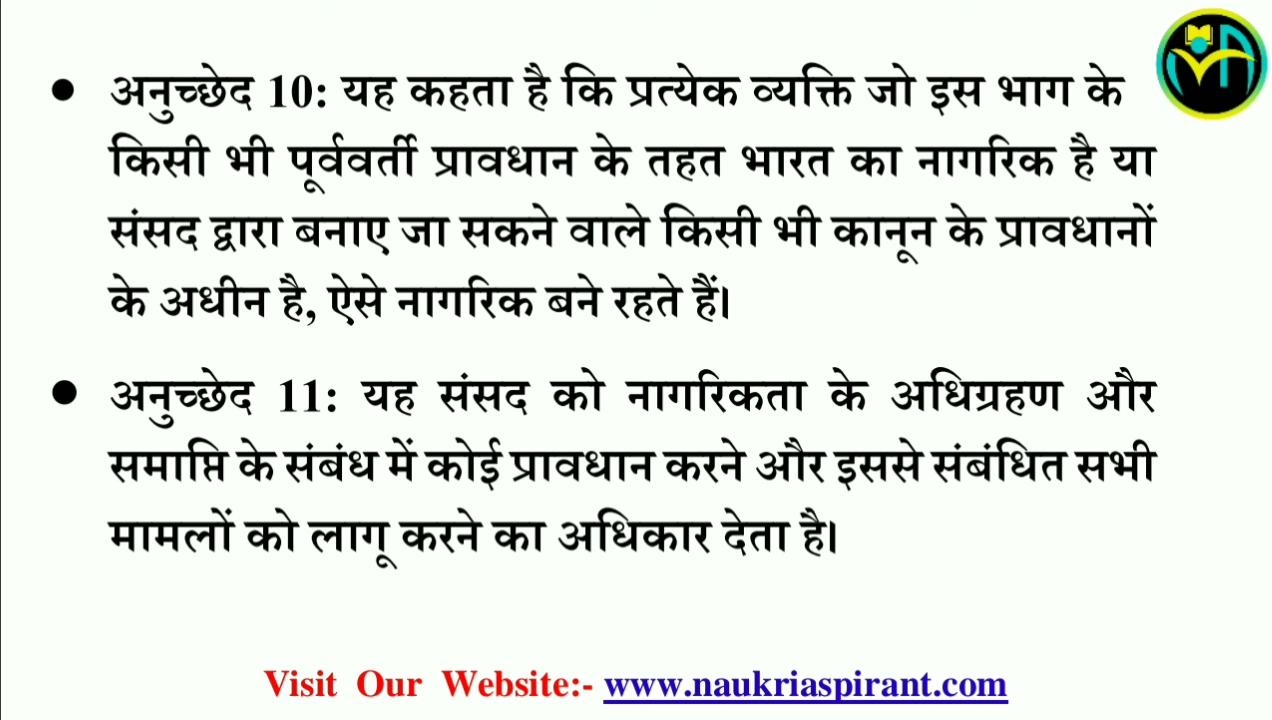 • अनुच्छेद 10: यह कहता है कि प्रत्येक व्यक्ति जो इस भाग के
किसी भी पूर्ववर्ती प्रावधान के तहत भारत का नागरिक है या
संसद द्वारा बनाए जा सकने वाले किसी भी कानून के प्रावधानों
के अधीन है, ऐसे नागरिक बने रहते हैं।
• अनुच्छेद 11: यह संसद को नागरिकता के अधिग्रहण और
समाप्ति के संबंध में कोई प्रावधान करने और इससे संबंधित सभी
मामलों को लागू करने का अधिकार देता है।
Visit Our Website:- www.naukriaspirant.com